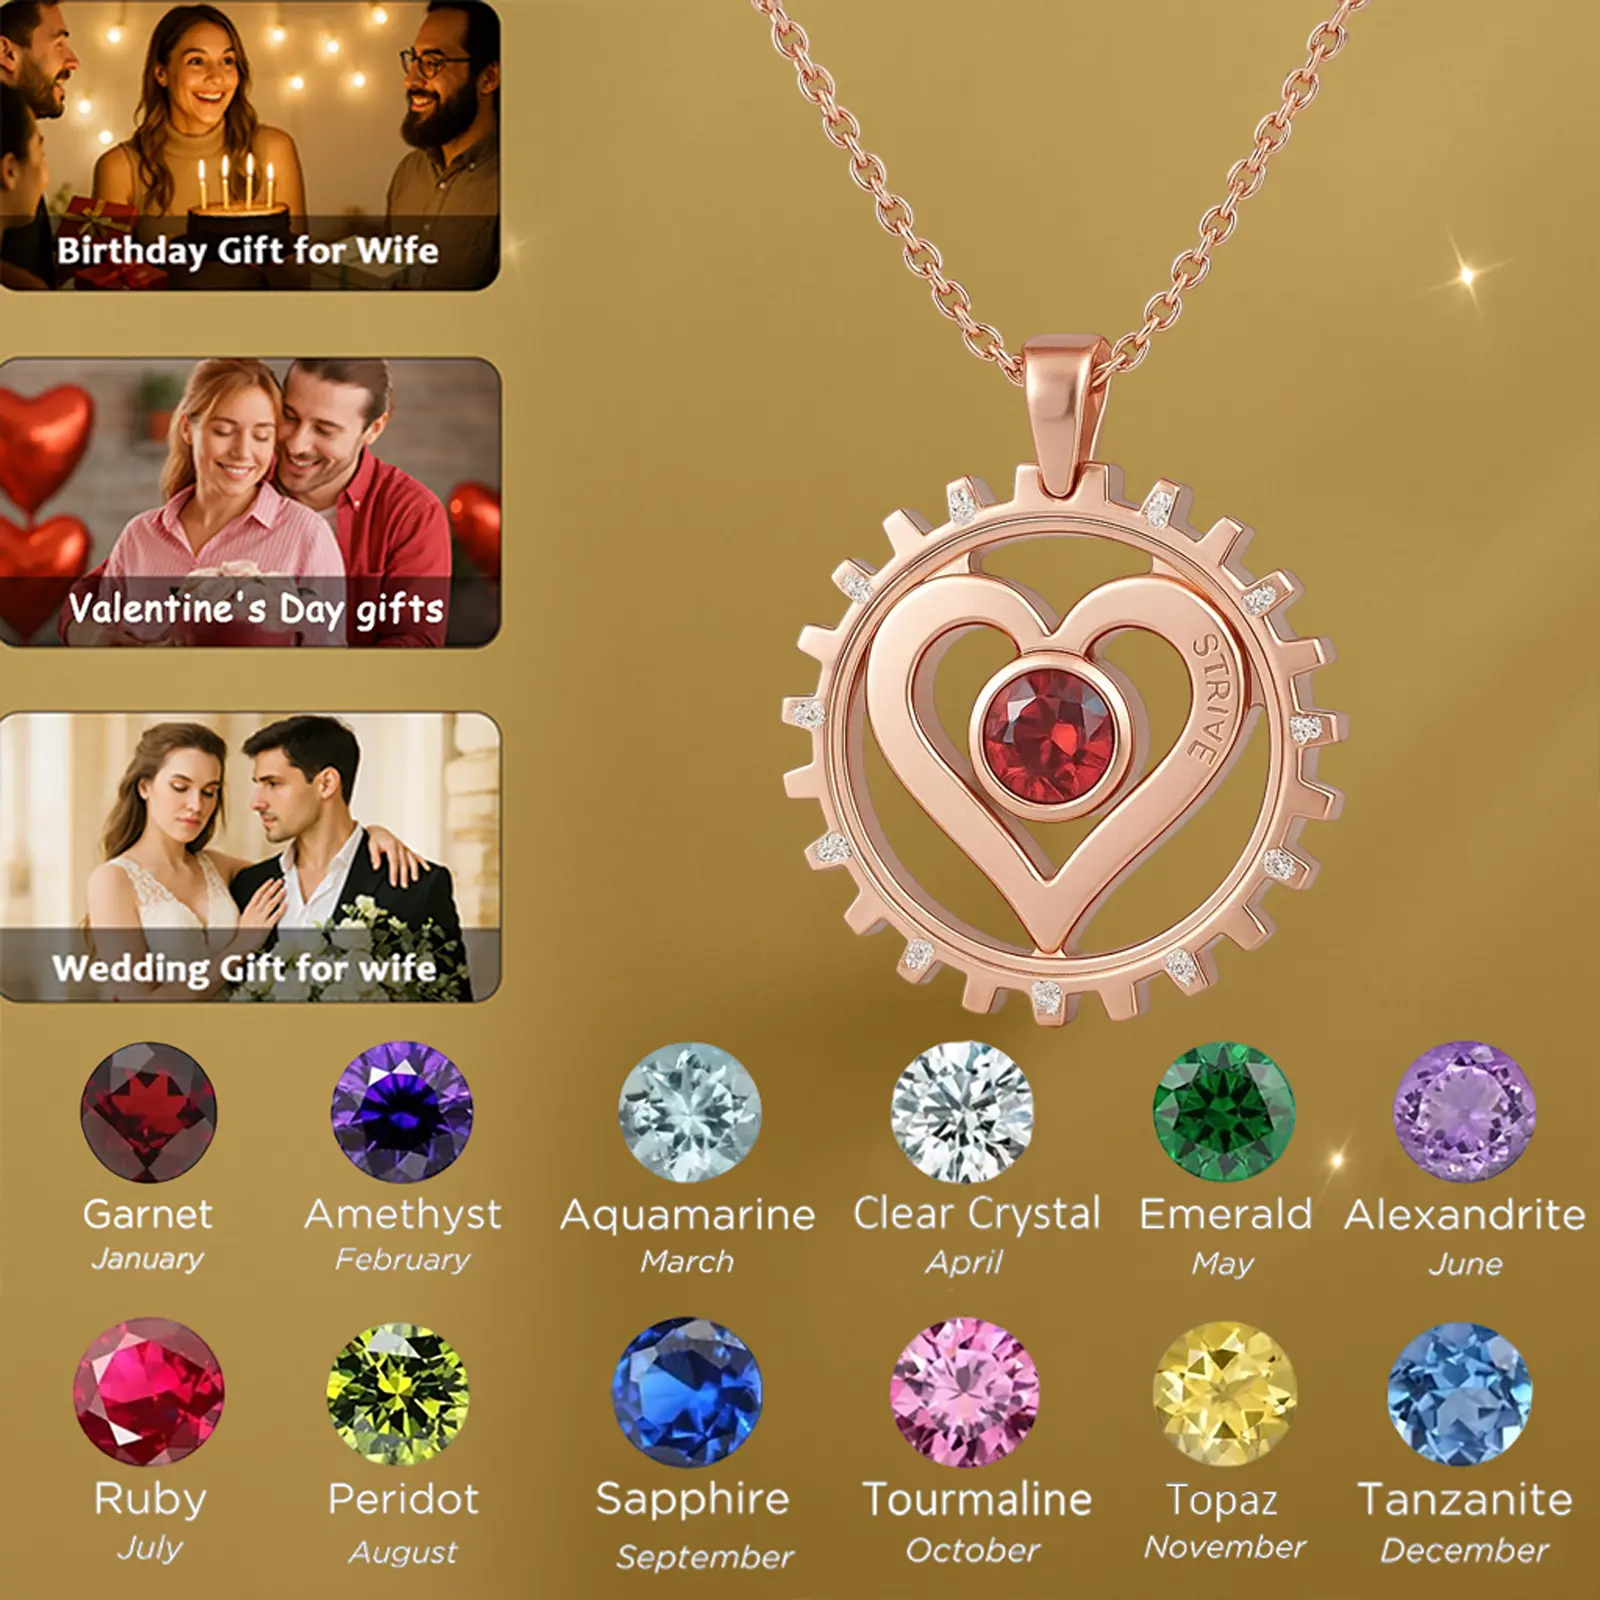 Birthday Gift for Wife
Valentine's Day gifts
Wedding Gift for wife
STRIVE
Garnet
January
Amethyst
February
Aquamarine
March
Clear Crystal
April
Emerald
May
Alexandrite
June
Ruby
July
Peridot
August
Sapphire
September
Tourmaline
October
Topaz
November
Tanzanite
December